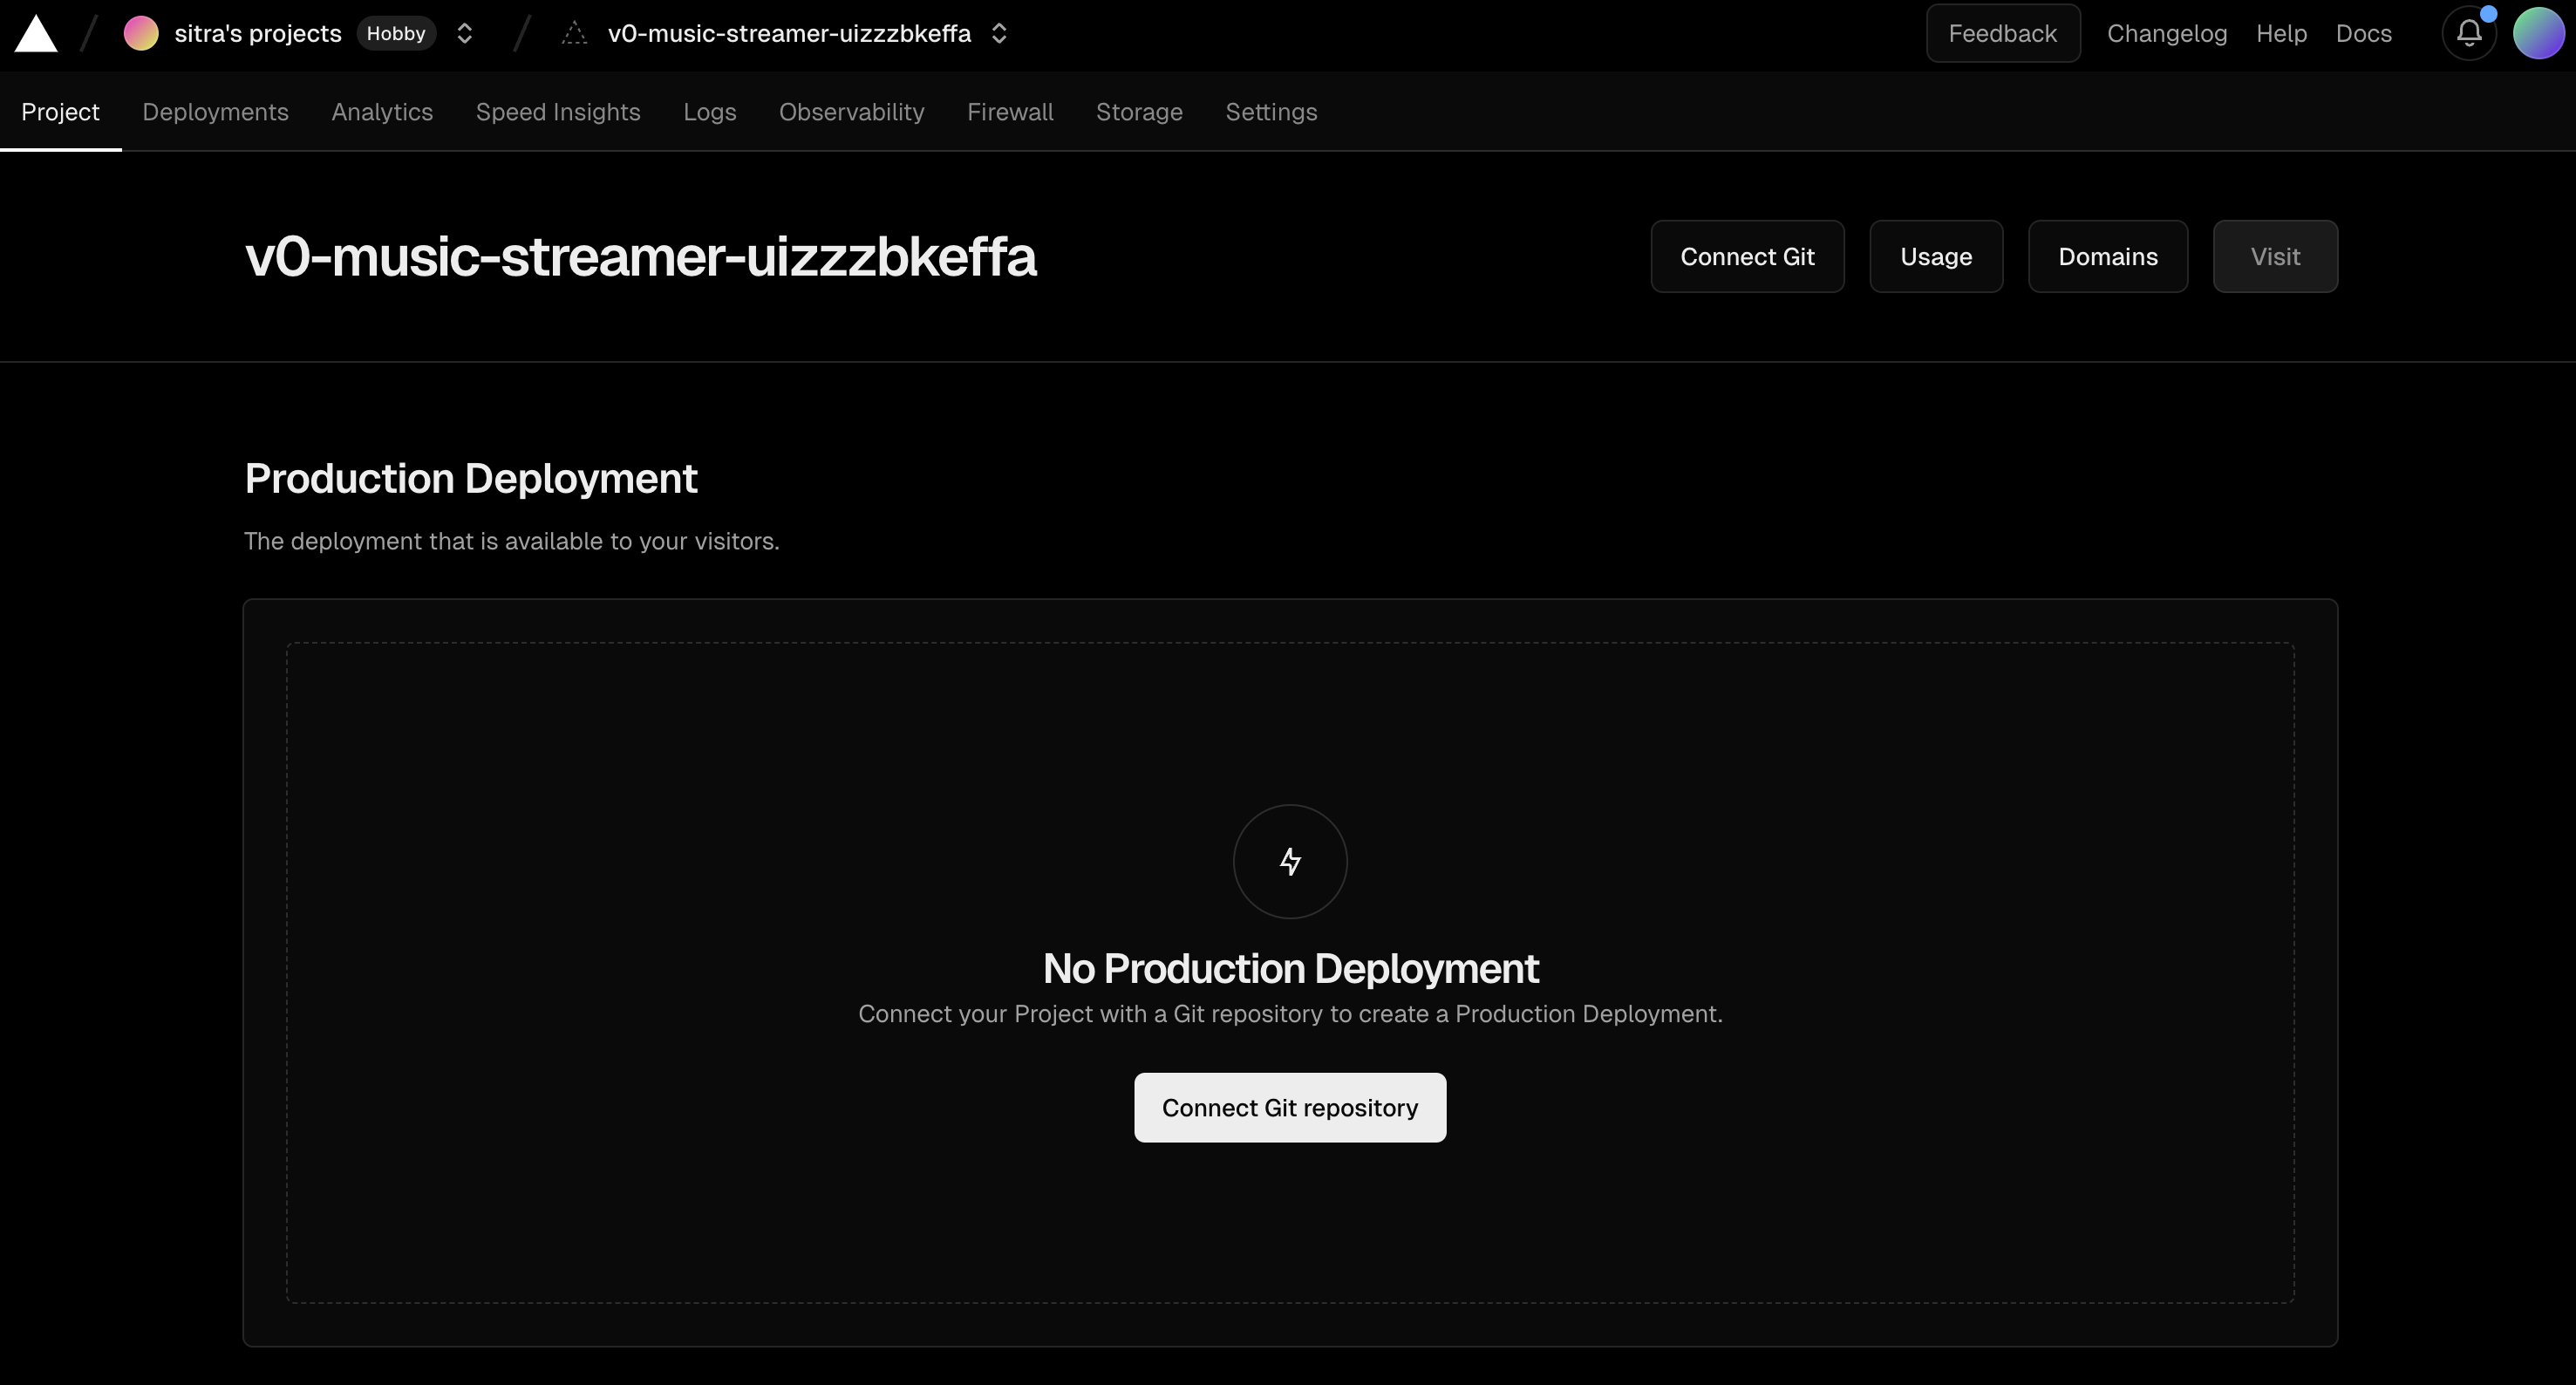 sitra's projects Hobby v0-music-streamer-uizzzbkeffa Feedback Changelog Help Docs
Project Deployments Analytics Speed Insights Logs Observability Firewall Storage Settings
v0-music-streamer-uizzzbkeffa Connect Git Usage Domains Visit
Production Deployment
The deployment that is available to your visitors.
No Production Deployment
Connect your Project with a Git repository to create a Production Deployment.
Connect Git repository